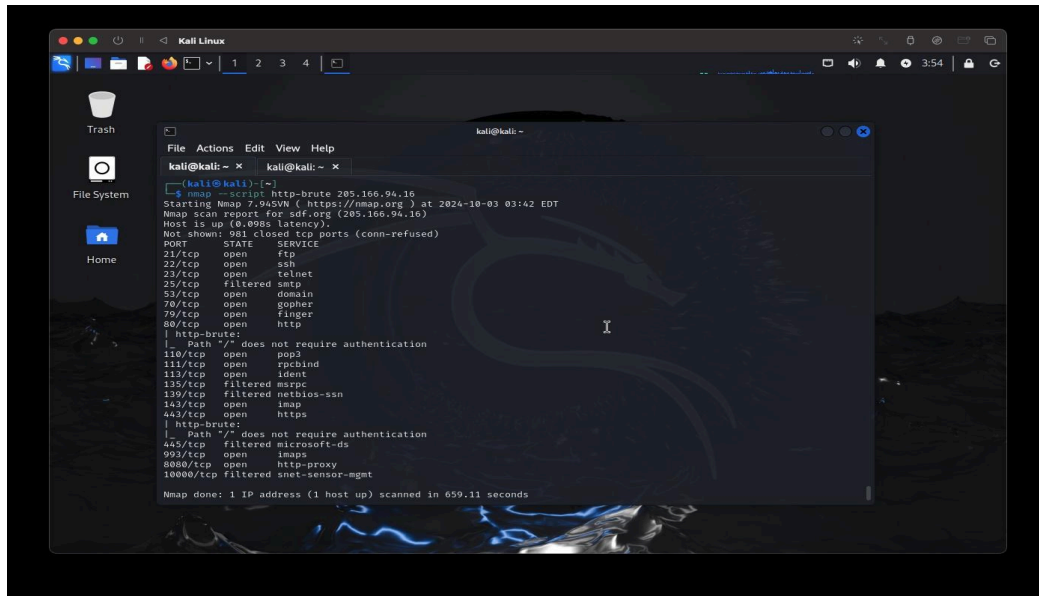 Kali Linux
1 2 3 4
3:54
Trash
File System
Home
kali@kali: ~
File Actions Edit View Help
kali@kali: ~ × kali@kali: ~ ×
┌──(kali㉿kali)-[~]
└─$ nmap --script http-brute 205.166.94.16
Starting Nmap 7.94SVN ( https://nmap.org ) at 2024-10-03 03:42 EDT
Nmap scan report for sdf.org (205.166.94.16)
Host is up (0.098s latency).
Not shown: 981 closed tcp ports (conn-refused)
PORT STATE SERVICE
21/tcp open ftp
22/tcp open ssh
23/tcp open telnet
25/tcp filtered smtp
53/tcp open domain
70/tcp open gopher
79/tcp open finger
80/tcp open http
| http-brute:
|_ Path "/" does not require authentication
110/tcp open pop3
111/tcp open rpcbind
113/tcp open ident
135/tcp filtered msrpc
139/tcp filtered netbios-ssn
143/tcp open imap
443/tcp open https
| http-brute:
|_ Path "/" does not require authentication
445/tcp filtered microsoft-ds
993/tcp open imaps
8080/tcp open http-proxy
10000/tcp filtered snet-sensor-mgmt
Nmap done: 1 IP address (1 host up) scanned in 659.11 seconds